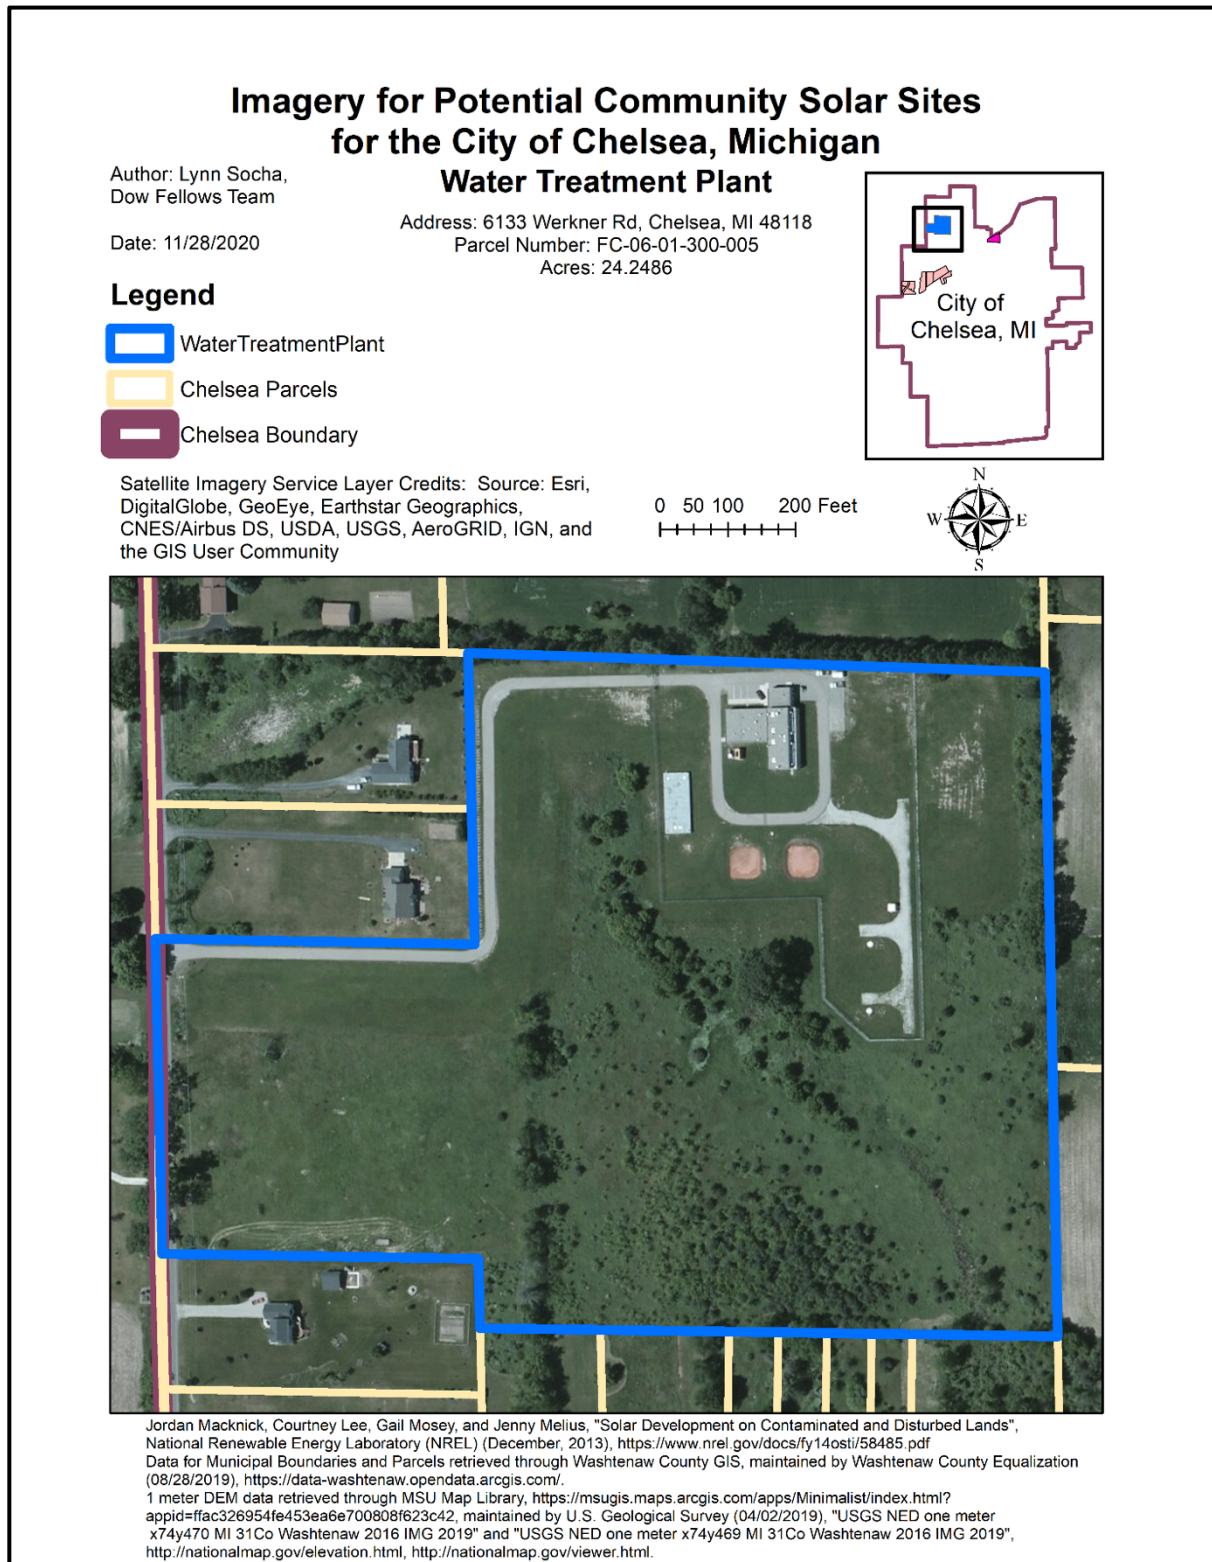 Imagery for Potential Community Solar Sites
for the City of Chelsea, Michigan
Water Treatment Plant
Author: Lynn Socha,
Dow Fellows Team
Date: 11/28/2020
Address: 6133 Werkner Rd, Chelsea, MI 48118
Parcel Number: FC-06-01-300-005
Acres: 24.2486
City of
Chelsea, MI
Legend
WaterTreatmentPlant
Chelsea Parcels
Chelsea Boundary
Satellite Imagery Service Layer Credits: Source: Esri,
DigitalGlobe, GeoEye, Earthstar Geographics,
CNES/Airbus DS, USDA, USGS, AeroGRID, IGN, and
the GIS User Community
0 50 100 200 Feet
N
W E
S
Jordan Macknick, Courtney Lee, Gail Mosey, and Jenny Melius, "Solar Development on Contaminated and Disturbed Lands",
National Renewable Energy Laboratory (NREL) (December, 2013), https://www.nrel.gov/docs/fy14osti/58485.pdf
Data for Municipal Boundaries and Parcels retrieved through Washtenaw County GIS, maintained by Washtenaw County Equalization
(08/28/2019), https://data-washtenaw.opendata.arcgis.com/.
1 meter DEM data retrieved through MSU Map Library, https://msugis.maps.arcgis.com/apps/Minimalist/index.html?
appid=ffac326954fe453ea6e700808f623c42, maintained by U.S. Geological Survey (04/02/2019), "USGS NED one meter
x74y470 MI 31Co Washtenaw 2016 IMG 2019" and "USGS NED one meter x74y469 MI 31Co Washtenaw 2016 IMG 2019",
http://nationalmap.gov/elevation.html, http://nationalmap.gov/viewer.html.